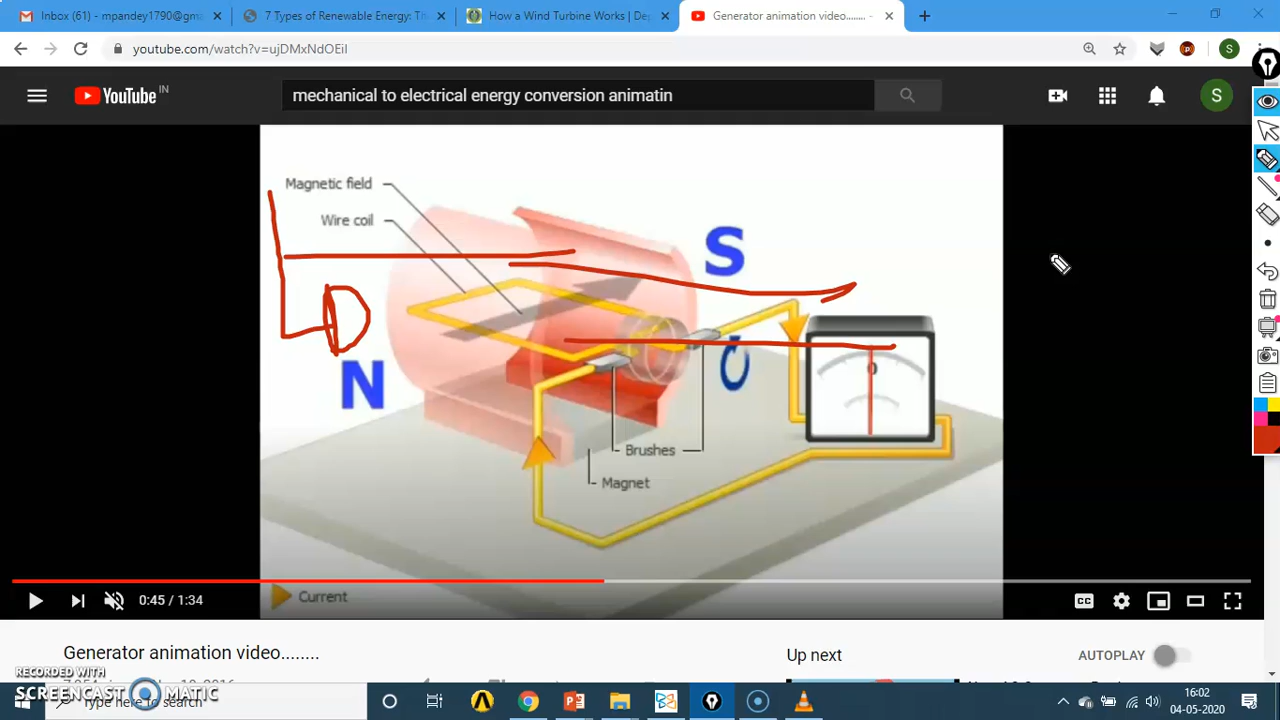 Inbox (61) - mpandey1790@gm
7 Types of Renewable Energy: Th
How a Wind Turbine Works | Dep
Generator animation video........ -
youtube.com/watch?v=ujDMxNdOEiI
YouTube IN
mechanical to electrical energy conversion animatin
S
Magnetic field
Wire coil
S
D
N
0
Brushes
Magnet
Current
0:45 / 1:34
CC
Generator animation video........
Up next
AUTOPLAY
RECORDED WITH
SCREENCAST MATIC
Type here to search
16:02
04-05-2020